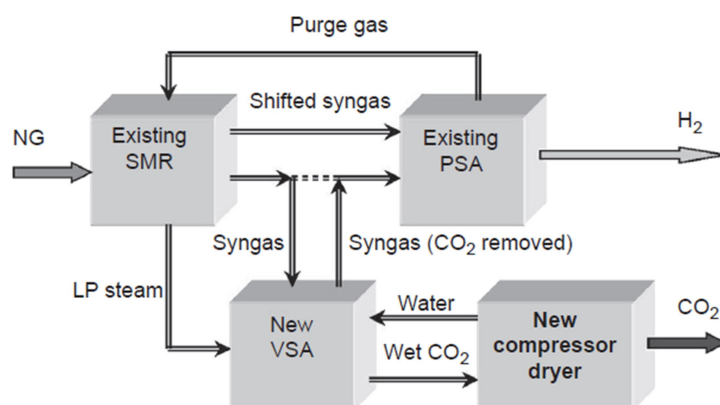 Purge gas
Shifted syngas
NG
Existing
SMR
Existing
PSA
H₂
Syngas
Syngas (CO₂ removed)
LP steam
New
VSA
Water
Wet CO₂
New
compressor
dryer
CO₂